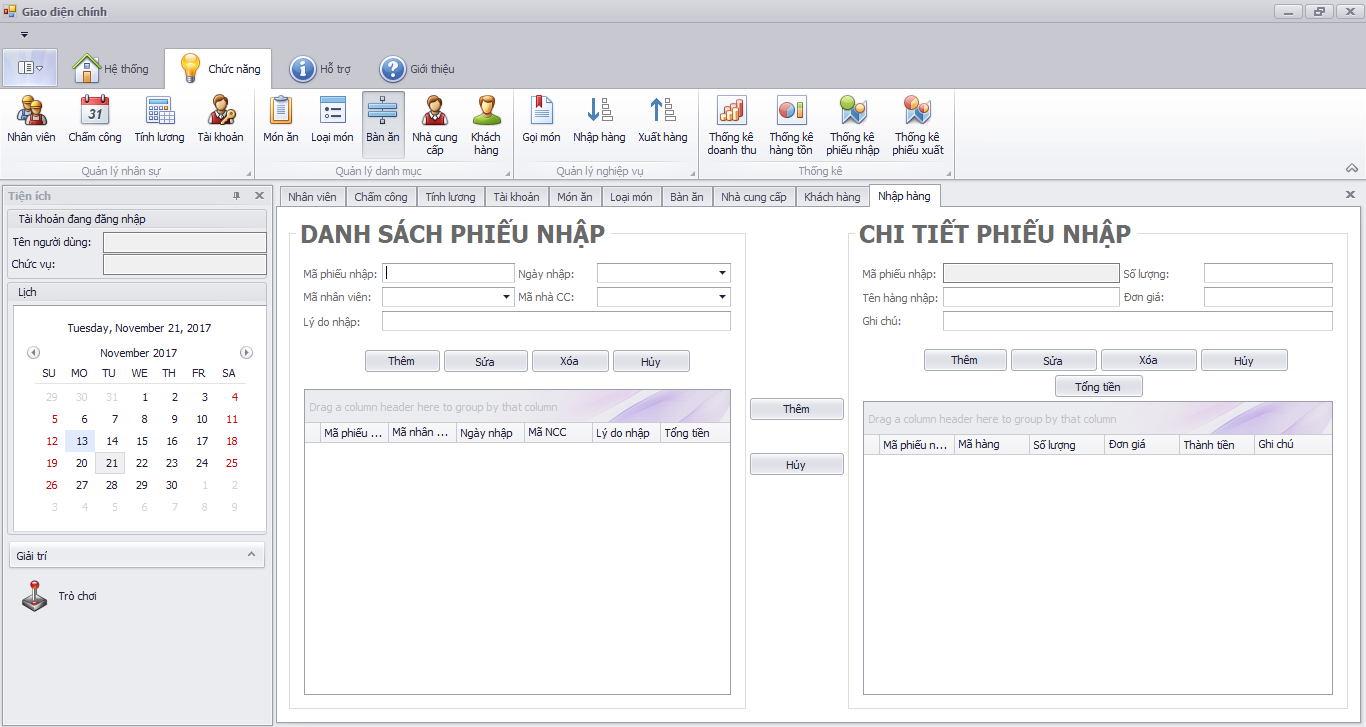 Giao diện chính
Hệ thống
Chức năng
Hỗ trợ
Giới thiệu
Nhân viên
Chấm công
Tính lương
Tài khoản
Món ăn
Loại món
Bàn ăn
Nhà cung cấp
Khách hàng
Gọi món
Nhập hàng
Xuất hàng
Thống kê doanh thu
Thống kê hàng tồn
Thống kê phiếu nhập
Thống kê phiếu xuất
Quản lý nhân sự
Quản lý danh mục
Quản lý nghiệp vụ
Thống kê
Tiện ích
Tài khoản đang đăng nhập
Tên người dùng:
Chức vụ:
Lịch
Tuesday, November 21, 2017
November 2017
SU MO TU WE TH FR SA
29 30 31 1 2 3 4
5 6 7 8 9 10 11
12 13 14 15 16 17 18
19 20 21 22 23 24 25
26 27 28 29 30 1 2
3 4 5 6 7 8 9
Giải trí
Trò chơi
Nhân viên Chấm công Tính lương Tài khoản Món ăn Loại món Bàn ăn Nhà cung cấp Khách hàng Nhập hàng
DANH SÁCH PHIẾU NHẬP
Mã phiếu nhập: Ngày nhập:
Mã nhân viên: Mã nhà CC:
Lý do nhập:
Thêm Sửa Xóa Hủy
Drag a column header here to group by that column
Mã phiếu ... Mã nhân ... Ngày nhập Mã NCC Lý do nhập Tổng tiền
Thêm
Hủy
CHI TIẾT PHIẾU NHẬP
Mã phiếu nhập: Số lượng:
Tên hàng nhập: Đơn giá:
Ghi chú:
Thêm Sửa Xóa Hủy
Tổng tiền
Drag a column header here to group by that column
Mã phiếu n... Mã hàng Số lượng Đơn giá Thành tiền Ghi chú